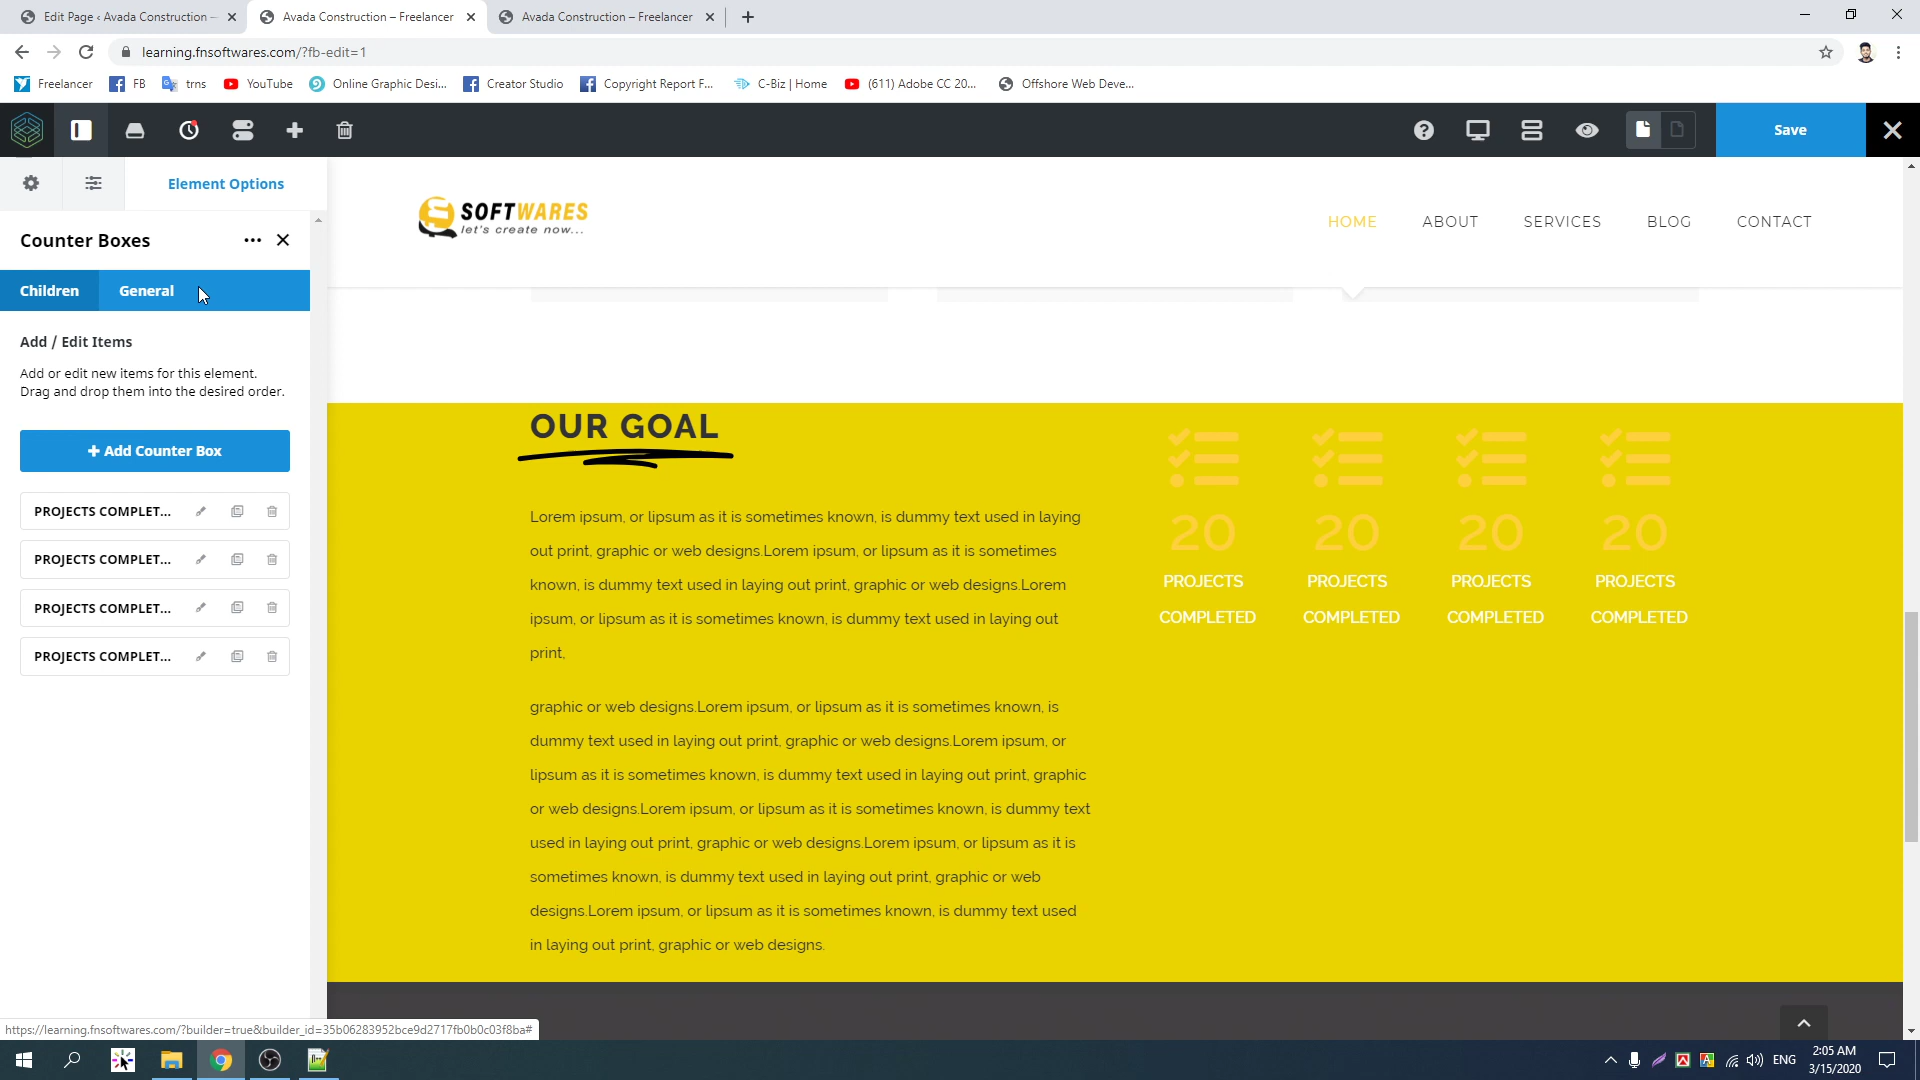 Edit Page ‹ Avada Construction –
Avada Construction – Freelancer
Avada Construction – Freelancer
learning.fnsoftwares.com/?fb-edit=1
Freelancer
FB
trns
YouTube
Online Graphic Desi...
Creator Studio
Copyright Report F...
C-Biz | Home
(611) Adobe CC 20...
Offshore Web Deve...
Save
Element Options
Counter Boxes
Children
General
Add / Edit Items
Add or edit new items for this element.
Drag and drop them into the desired order.
Add Counter Box
PROJECTS COMPLET...
PROJECTS COMPLET...
PROJECTS COMPLET...
PROJECTS COMPLET...
SOFTWARES
let's create now...
HOME
ABOUT
SERVICES
BLOG
CONTACT
OUR GOAL
Lorem ipsum, or lipsum as it is sometimes known, is dummy text used in laying
out print, graphic or web designs.Lorem ipsum, or lipsum as it is sometimes
known, is dummy text used in laying out print, graphic or web designs.Lorem
ipsum, or lipsum as it is sometimes known, is dummy text used in laying out
print,
graphic or web designs.Lorem ipsum, or lipsum as it is sometimes known, is
dummy text used in laying out print, graphic or web designs.Lorem ipsum, or
lipsum as it is sometimes known, is dummy text used in laying out print, graphic
or web designs.Lorem ipsum, or lipsum as it is sometimes known, is dummy text
used in laying out print, graphic or web designs.Lorem ipsum, or lipsum as it is
sometimes known, is dummy text used in laying out print, graphic or web
designs.Lorem ipsum, or lipsum as it is sometimes known, is dummy text used
in laying out print, graphic or web designs.
20
PROJECTS
COMPLETED
20
PROJECTS
COMPLETED
20
PROJECTS
COMPLETED
20
PROJECTS
COMPLETED
https://learning.fnsoftwares.com/?builder=true&builder_id=35b06283952bce9d2717fb0b0c03f8ba#
ENG
2:05 AM
3/15/2020